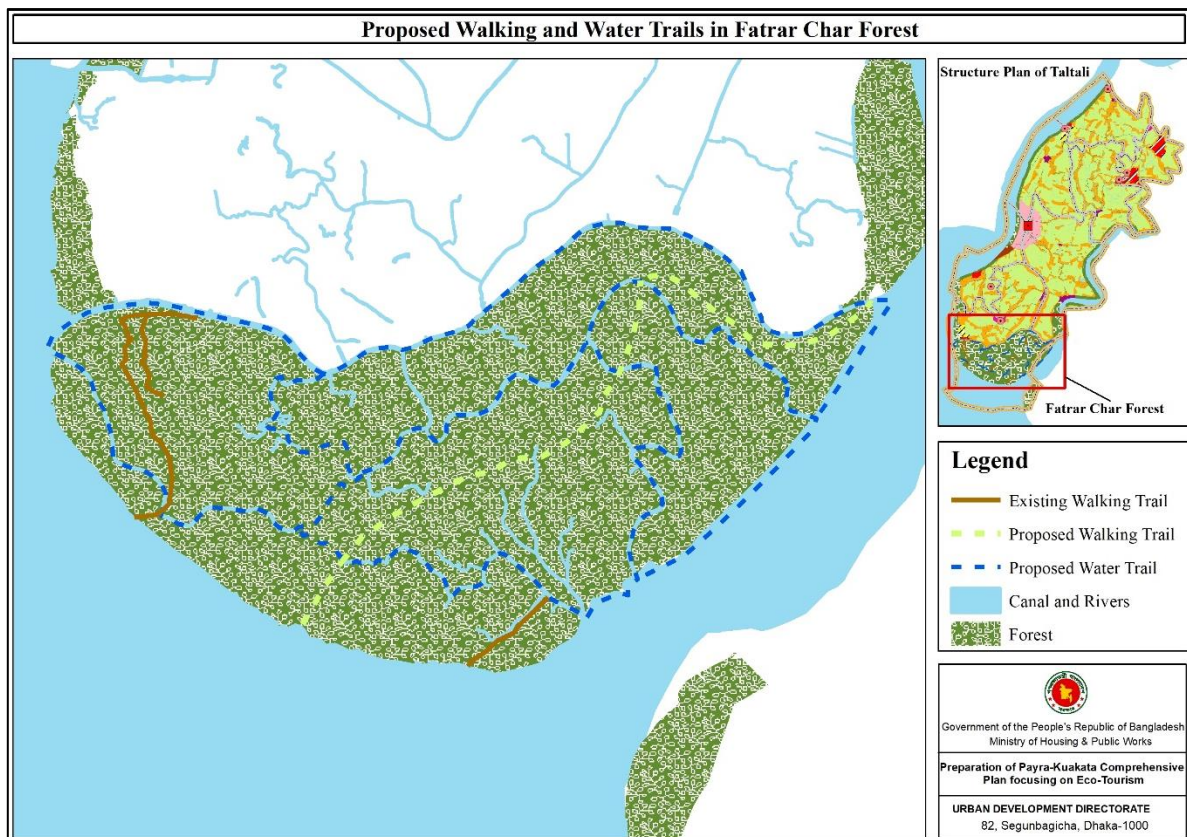 Proposed Walking and Water Trails in Fatrar Char Forest
Structure Plan of Taltali
Fatrar Char Forest
Legend
Existing Walking Trail
Proposed Walking Trail
Proposed Water Trail
Canal and Rivers
Forest
Government of the People's Republic of Bangladesh
Ministry of Housing & Public Works
Preparation of Payra-Kuakata Comprehensive
Plan focusing on Eco-Tourism
URBAN DEVELOPMENT DIRECTORATE
82, Segunbagicha, Dhaka-1000